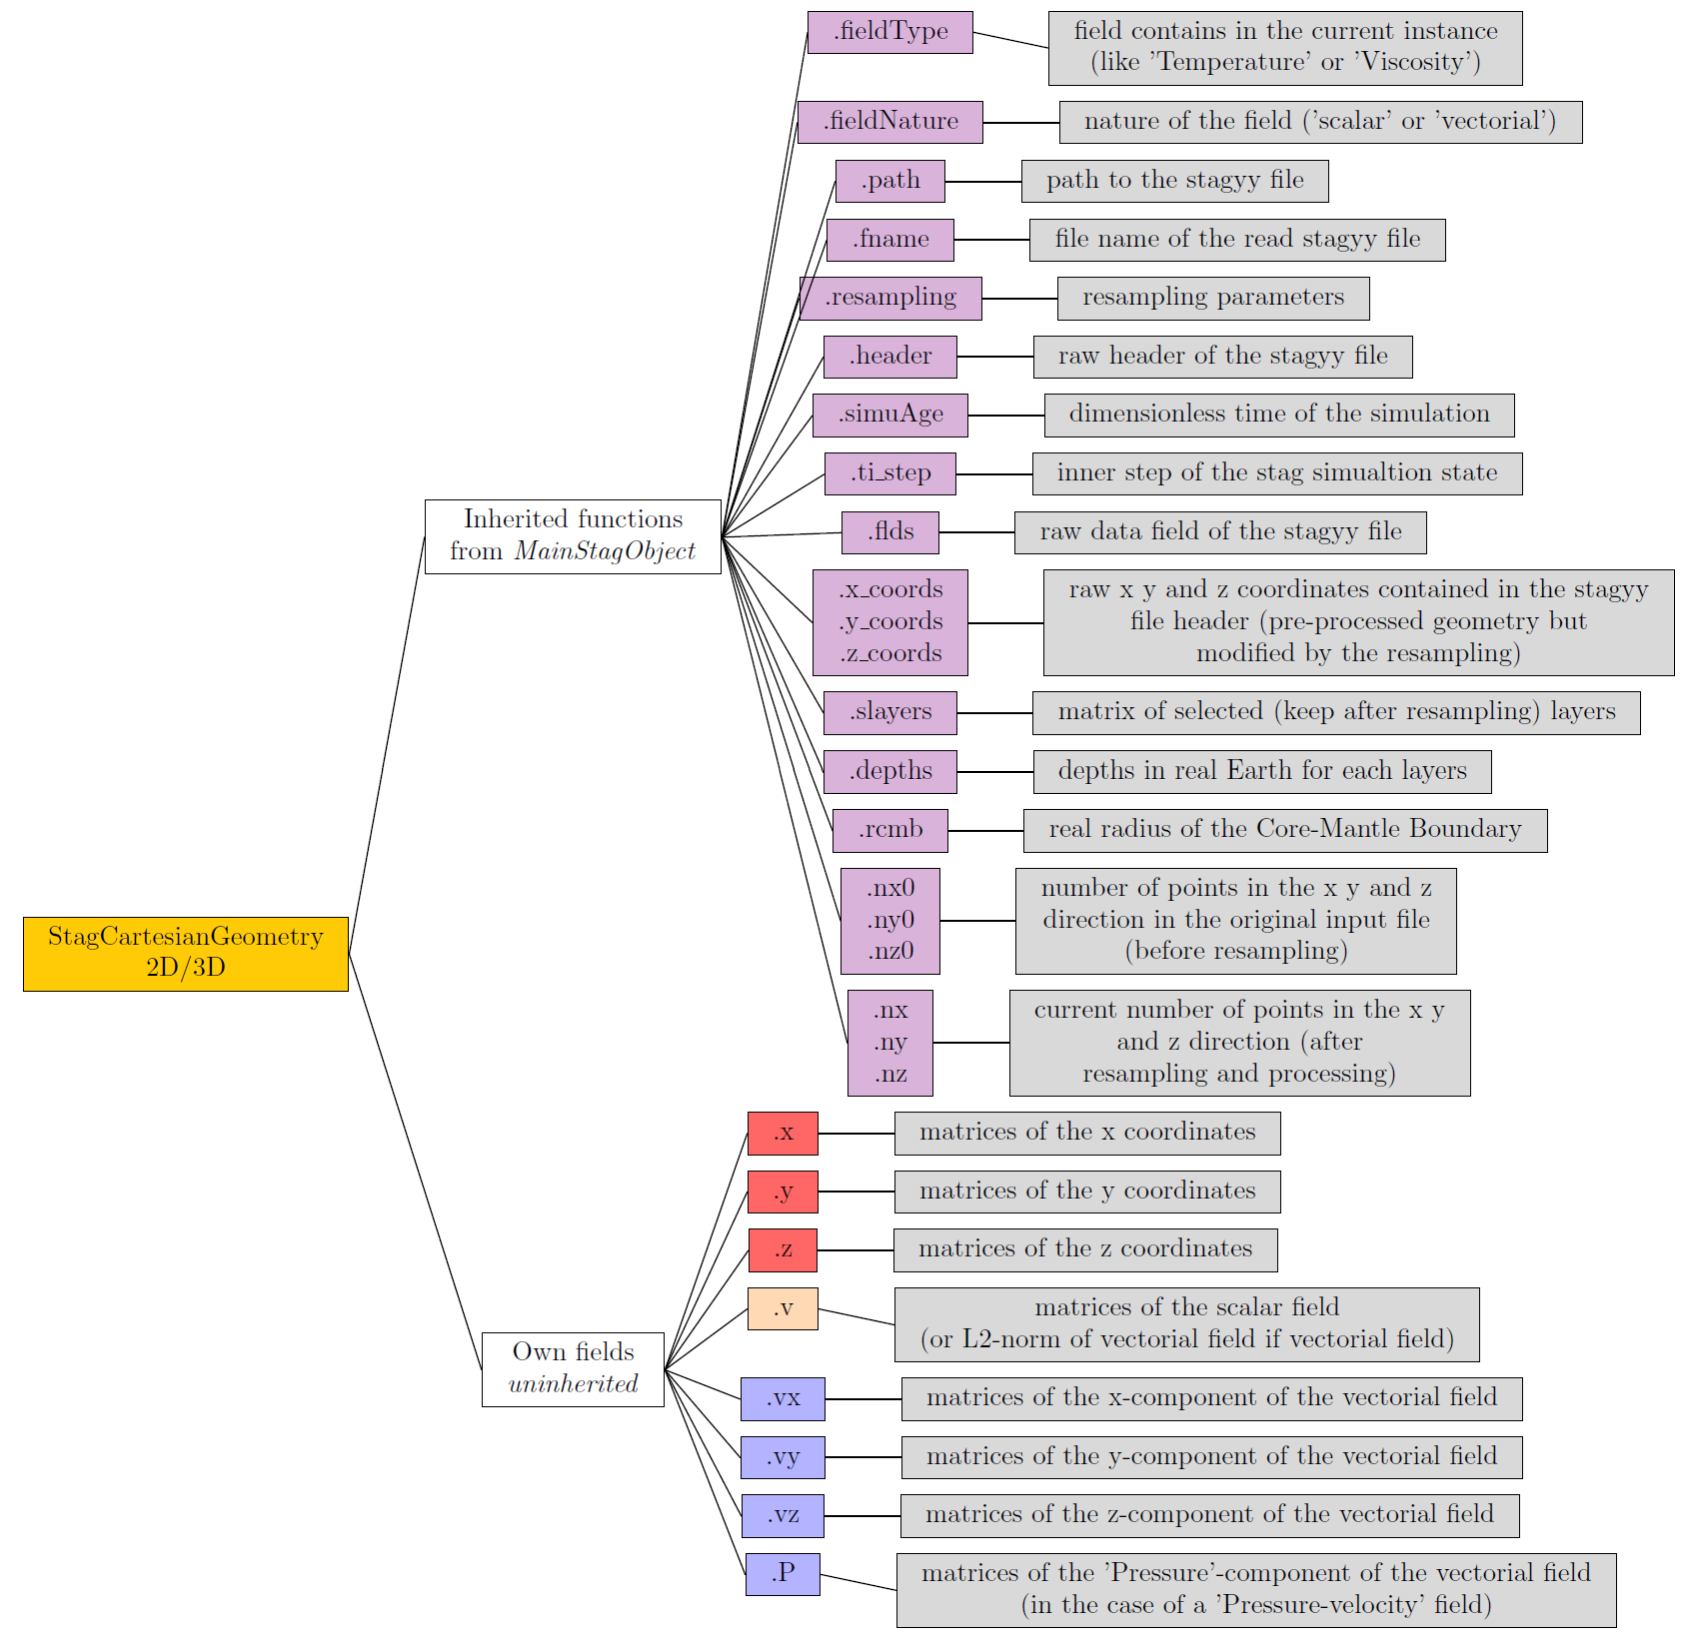 .fieldType
field contains in the current instance
(like 'Temperature' or 'Viscosity')
.fieldNature
nature of the field ('scalar' or 'vectorial')
.path
path to the stagyy file
.fname
file name of the read stagyy file
.resampling
resampling parameters
.header
raw header of the stagyy file
.simuAge
dimensionless time of the simulation
.ti_step
inner step of the stag simualtion state
Inherited functions
from MainStagObject
.flds
raw data field of the stagyy file
.x_coords
.y_coords
.z_coords
raw x y and z coordinates contained in the stagyy
file header (pre-processed geometry but
modified by the resampling)
.slayers
matrix of selected (keep after resampling) layers
.depths
depths in real Earth for each layers
.rcmb
real radius of the Core-Mantle Boundary
.nx0
.ny0
.nz0
number of points in the x y and z
direction in the original input file
(before resampling)
StagCartesianGeometry
2D/3D
.nx
.ny
.nz
current number of points in the x y
and z direction (after
resampling and processing)
.x
matrices of the x coordinates
.y
matrices of the y coordinates
.z
matrices of the z coordinates
.v
matrices of the scalar field
(or L2-norm of vectorial field if vectorial field)
Own fields
uninherited
.vx
matrices of the x-component of the vectorial field
.vy
matrices of the y-component of the vectorial field
.vz
matrices of the z-component of the vectorial field
.P
matrices of the 'Pressure'-component of the vectorial field
(in the case of a 'Pressure-velocity' field)